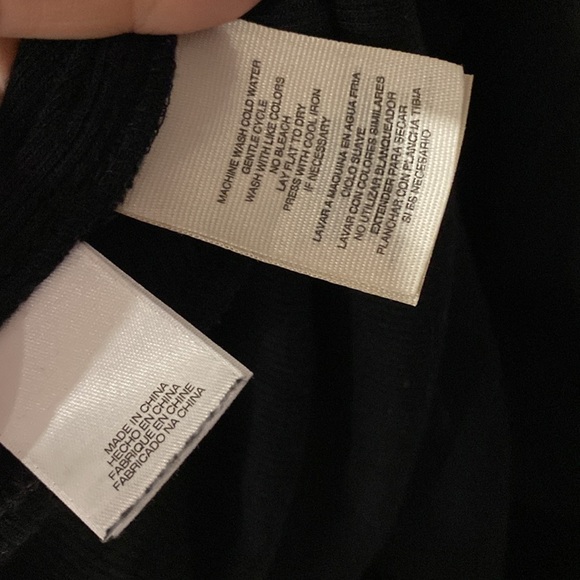 MACHINE WASH COLD WATER
GENTLE CYCLE
WASH WITH LIKE COLORS
NO BLEACH
LAY FLAT TO DRY
PRESS WITH COOL IRON
IF NECESSARY
LAVAR A MAQUINA EN AGUA FRIA
CICLO SUAVE
LAVAR CON COLORES SIMILARES
NO UTILIZAR BLANQUEADOR
EXTENDER PARA SECAR
PLANCHAR CON PLANCHA TIBIA
SI ES NECESARIO
MADE IN CHINA
HECHO EN CHINA
FABRIQUE EN CHINE
FABRICADO NA CHINA